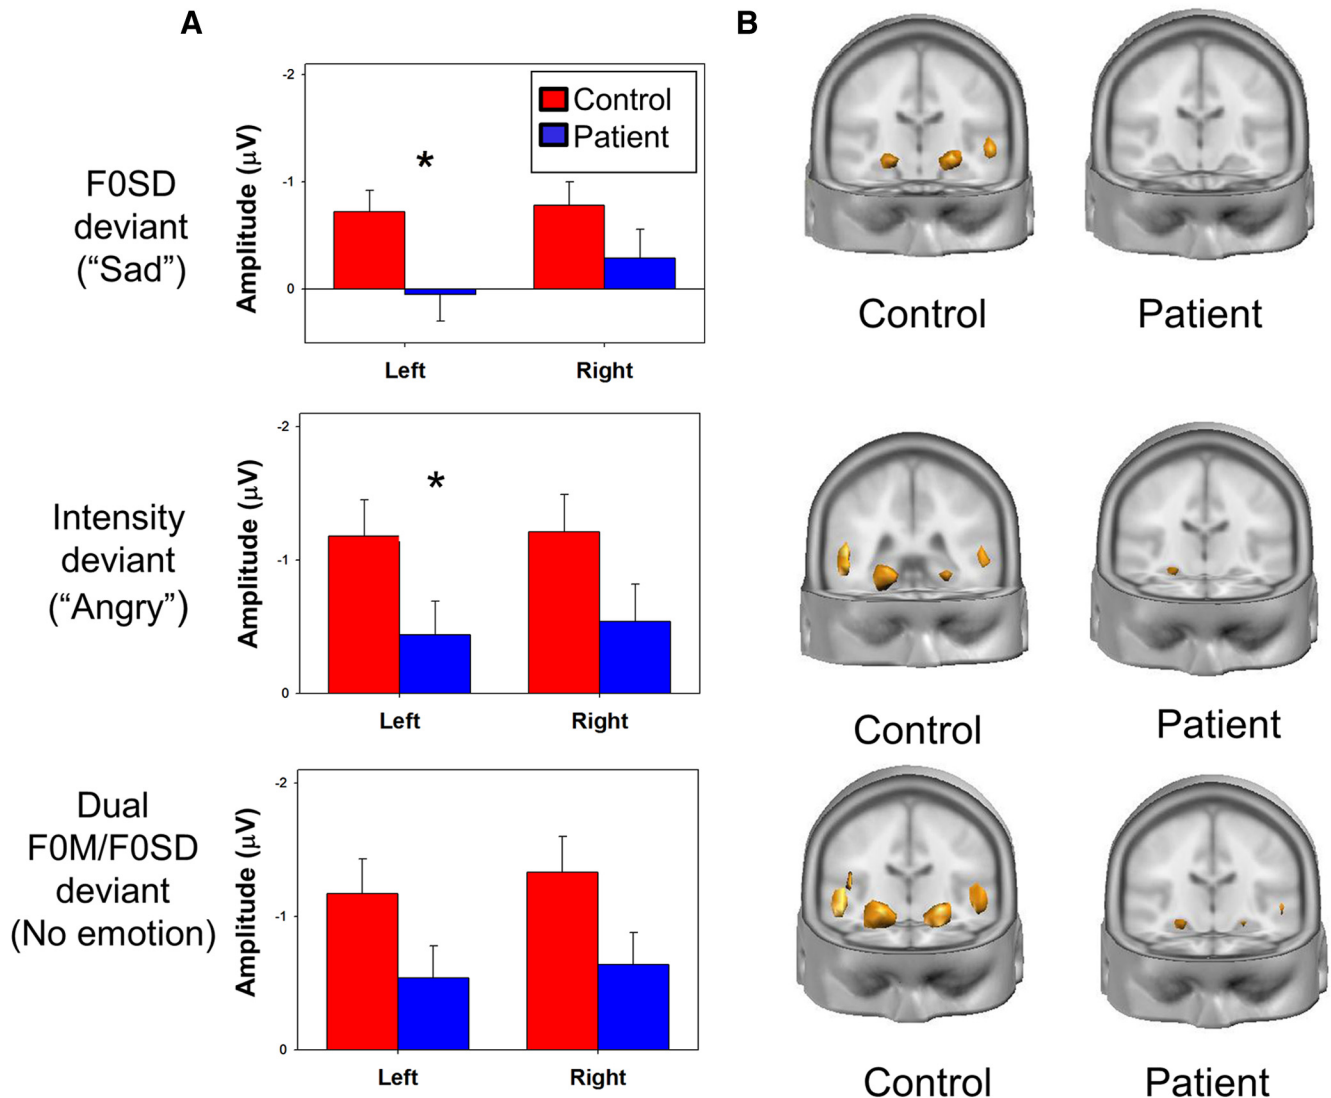 A
B
F0SD
deviant
(“Sad”)
Amplitude (μV)
-2
-1
0
*
Control
Patient
Left
Right
Control
Patient
Intensity
deviant
(“Angry”)
Amplitude (μV)
-2
-1
0
*
Left
Right
Control
Patient
Dual
F0M/F0SD
deviant
(No emotion)
Amplitude (μV)
-2
-1
0
Left
Right
Control
Patient